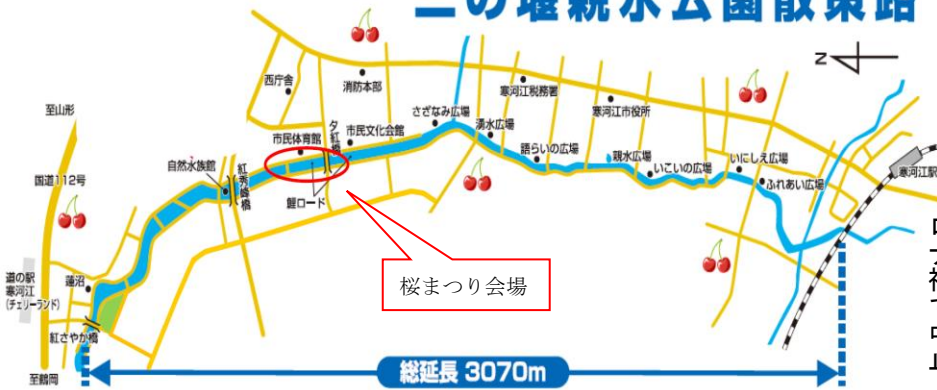 二の堰親水公園散策路
N
西庁舎
消防本部
寒河江税務署
寒河江市役所
至山形
国道112号
自然水族館
紅秀峰橋
市民体育館
夕紅橋
市民文化会館
さざなみ広場
湧水広場
語らいの広場
親水広場
いこいの広場
いにしえ広場
ふれあい広場
寒河江駅
鯉ロード
桜まつり会場
道の駅
寒河江
(チェリーランド)
蓮沼
紅さやか橋
至鶴岡
総延長 3070m